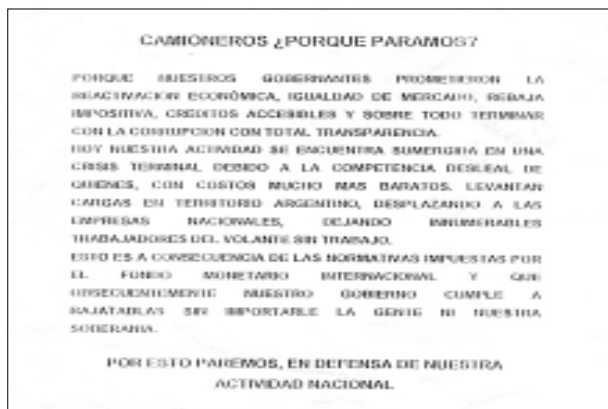 CAMIONEROS ¿PORQUE PARAMOS?
PORQUE NUESTROS GOBERNANTES PROMETIERON LA
REACTIVACION ECONÓMICA, IGUALDAD DE MERCADO, REBAJA
IMPOSITIVA, CREDITOS ACCESIBLES Y SOBRE TODO TERMINAR
CON LA CORRUPCION CON TOTAL TRANSPARENCIA.
HOY NUESTRA ACTIVIDAD SE ENCUENTRA SUMERGIDA EN UNA
CRISIS TERMINAL DEBIDO A LA COMPETENCIA DESLEAL DE
QUIENES, CON COSTOS MUCHO MAS BARATOS. LEVANTAN
CARGAS EN TERRITORIO ARGENTINO, DESPLAZANDO A LAS
EMPRESAS NACIONALES, DEJANDO INNUMERABLES
TRABAJADORES DEL VOLANTE SIN TRABAJO.
ESTO ES A CONSECUENCIA DE LAS NORMATIVAS IMPUESTAS POR
EL FONDO MONETARIO INTERNACIONAL Y QUE
OBSECUENTEMENTE NUESTRO GOBIERNO CUMPLE A
RAJATABLAS SIN IMPORTARLE LA GENTE NI NUESTRA
SOBERANIA.
POR ESTO PAREMOS, EN DEFENSA DE NUESTRA
ACTIVIDAD NACIONAL